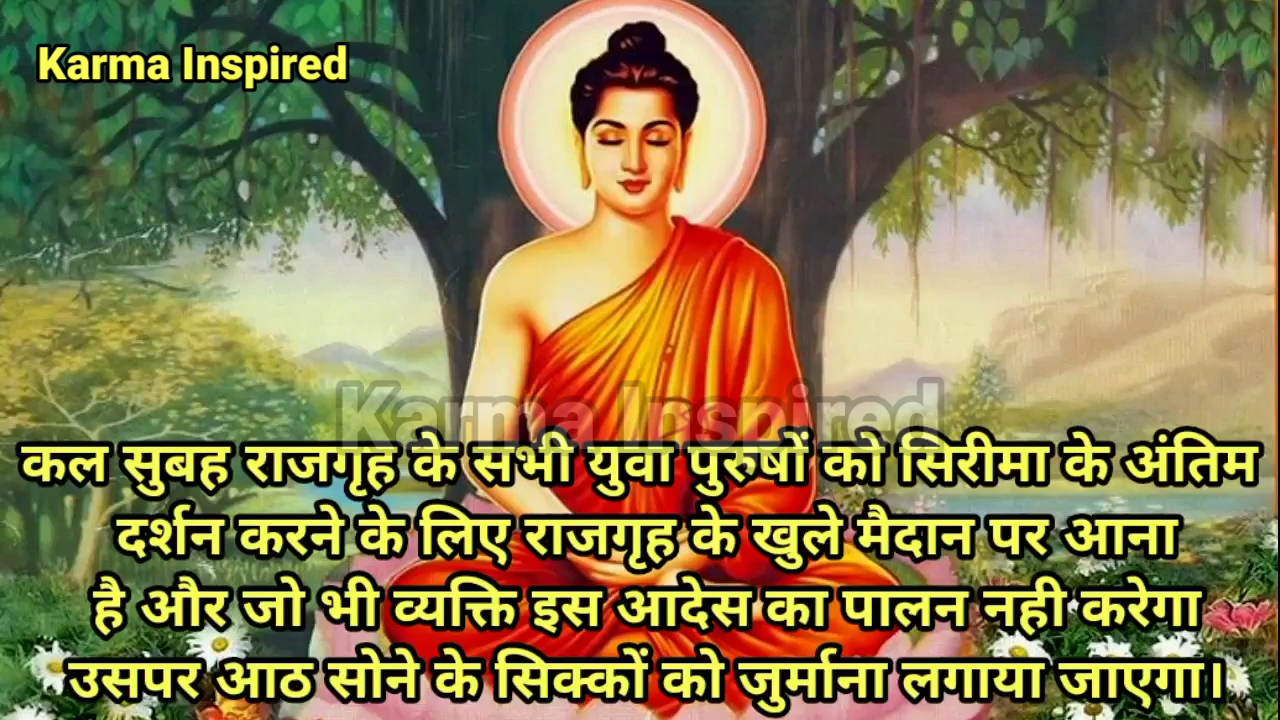 Karma Inspired
Karma Inspired
कल सुबह राजगृह के सभी युवा पुरुषों को सिरीमा के अंतिम
दर्शन करने के लिए राजगृह के खुले मैदान पर आना
है और जो भी व्यक्ति इस आदेस का पालन नही करेगा
उसपर आठ सोने के सिक्कों को जुर्माना लगाया जाएगा।